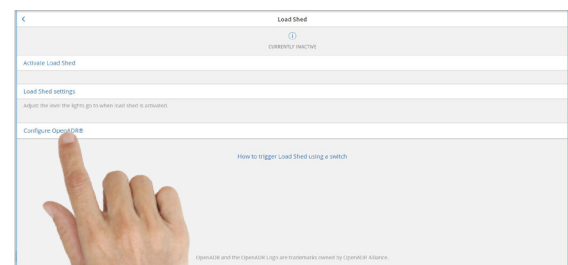 Load Shed
CURRENTLY INACTIVE
Activate Load Shed
Load Shed settings
Adjust the level the lights go to when load shed is activated.
Configure OpenADR®
How to trigger Load Shed using a switch
OpenADR and the OpenADR Logo are trademarks owned by OpenADR Alliance.